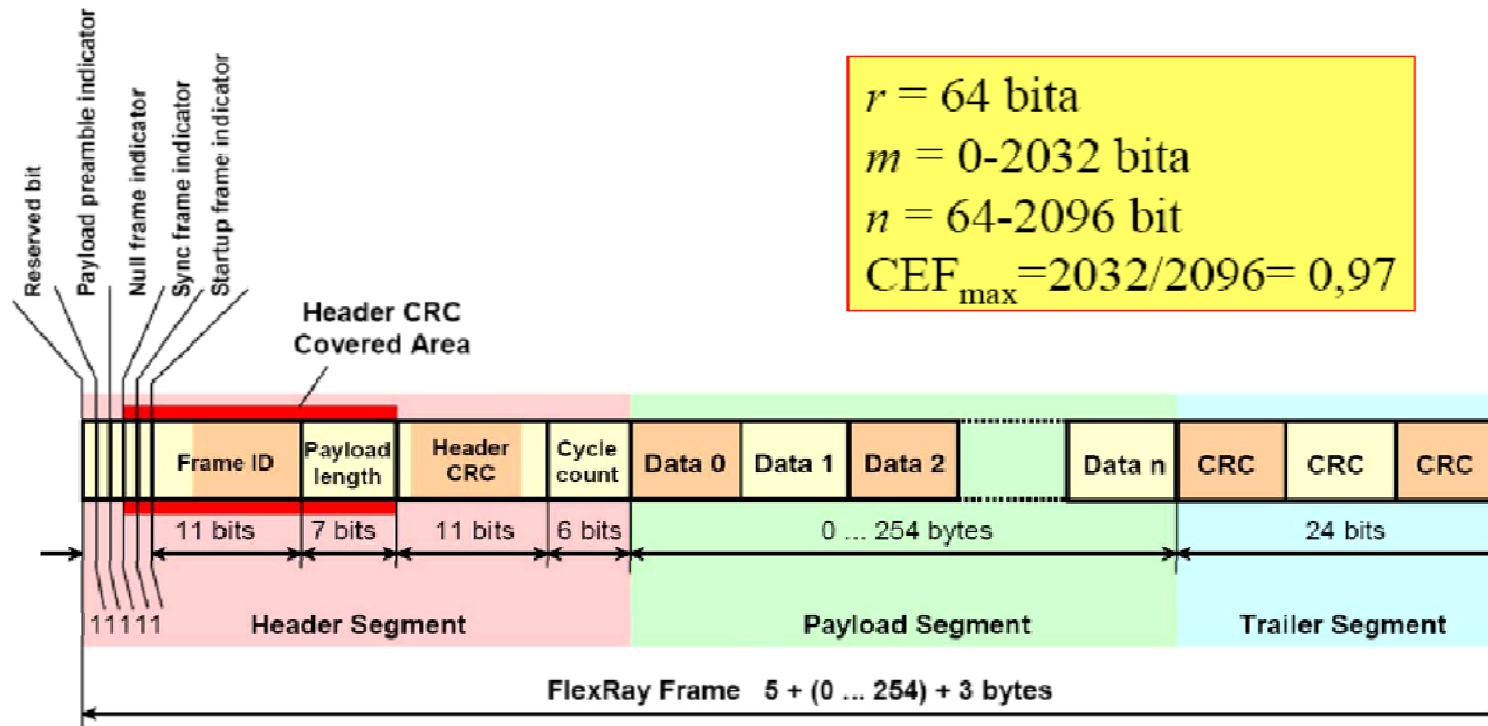 Reserved bit
Payload preamble indicator
Null frame indicator
Sync frame indicator
Startup frame indicator
r = 64 bita
m = 0-2032 bita
n = 64-2096 bit
CEFmax=2032/2096= 0,97
Header CRC
Covered Area
Frame ID
Payload
length
Header
CRC
Cycle
count
Data 0
Data 1
Data 2
Data n
CRC
CRC
CRC
11 bits
7 bits
11 bits
6 bits
0 ... 254 bytes
24 bits
11111
Header Segment
Payload Segment
Trailer Segment
FlexRay Frame 5 + (0 ... 254) + 3 bytes